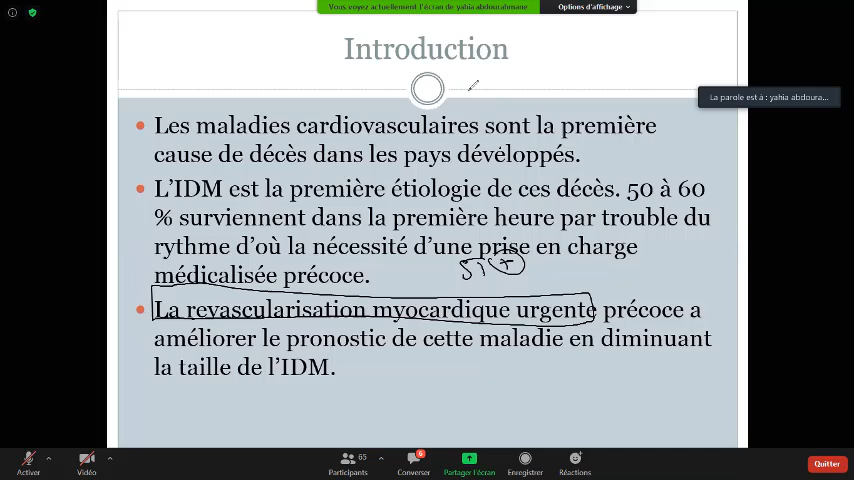 Vous voyez actuellement l'écran de yahia abdourahmane
Options d'affichage
Introduction
La parole est à : yahia abdoura...
Les maladies cardiovasculaires sont la première
cause de décès dans les pays développés.
L'IDM est la première étiologie de ces décès. 50 à 60
% surviennent dans la première heure par trouble du
rythme d'où la nécessité d'une prise en charge
médicalisée précoce.
ST +
La revascularisation myocardique urgente précoce a
améliorer le pronostic de cette maladie en diminuant
la taille de l'IDM.
65
6
Activer
Vidéo
Participants
Converser
Partager l'écran
Enregistrer
Réactions
Quitter